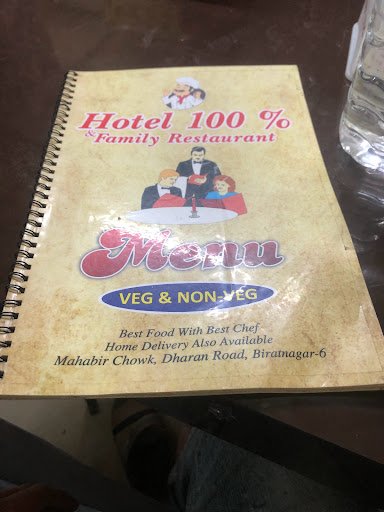 Hotel 100 %
& Family Restaurant
Menu
VEG & NON-VEG
Best Food With Best Chef
Home Delivery Also Available
Mahabir Chowk, Dharan Road, Biratnagar-6